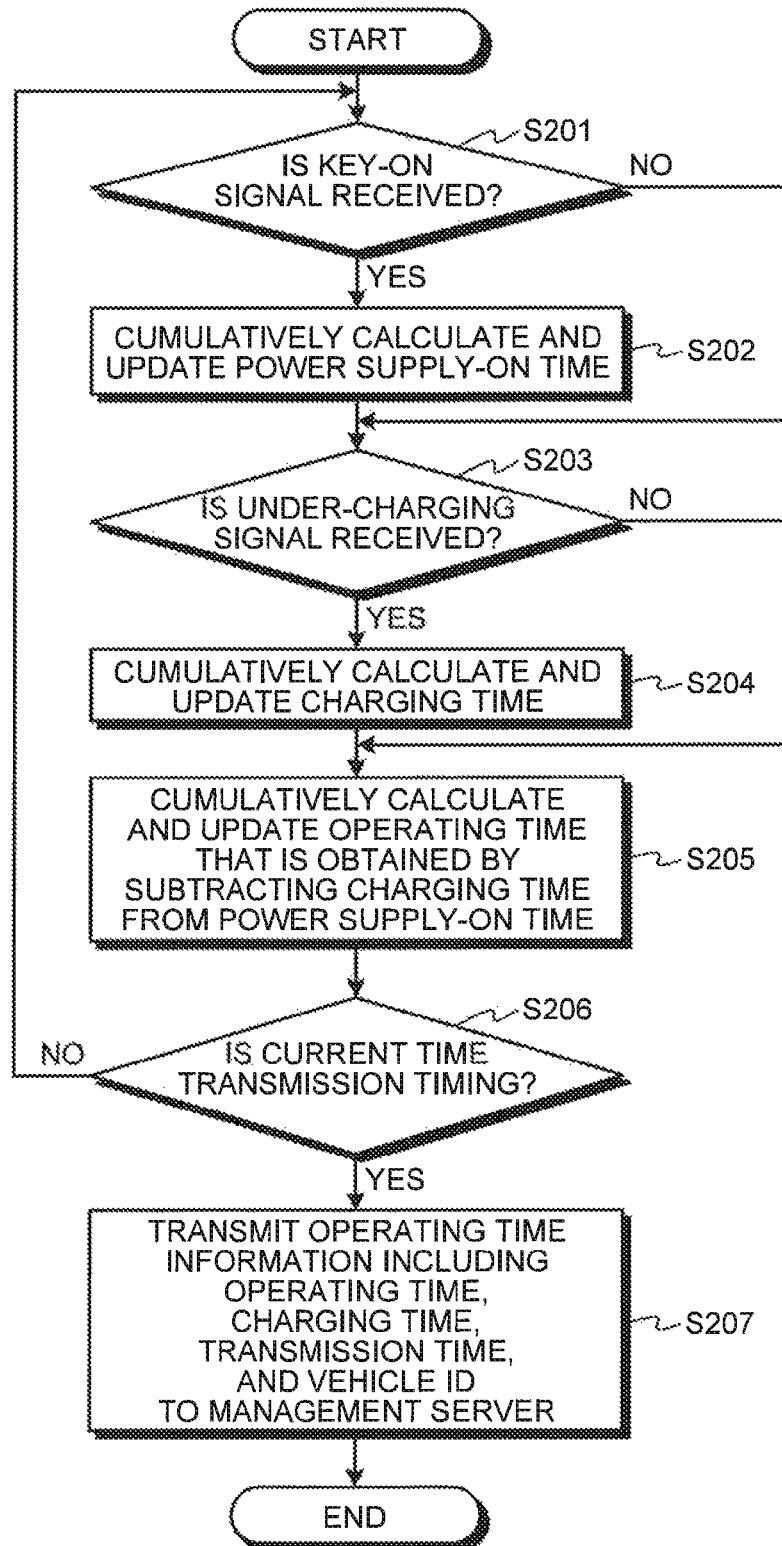 START
S201
IS KEY-ON
SIGNAL RECEIVED?
NO
YES
CUMULATIVELY CALCULATE AND
UPDATE POWER SUPPLY-ON TIME
S202
S203
IS UNDER-CHARGING
SIGNAL RECEIVED?
NO
YES
CUMULATIVELY CALCULATE AND
UPDATE CHARGING TIME
S204
CUMULATIVELY CALCULATE
AND UPDATE OPERATING TIME
THAT IS OBTAINED BY
SUBTRACTING CHARGING TIME
FROM POWER SUPPLY-ON TIME
S205
S206
NO
IS CURRENT TIME
TRANSMISSION TIMING?
YES
TRANSMIT OPERATING TIME
INFORMATION INCLUDING
OPERATING TIME,
CHARGING TIME,
TRANSMISSION TIME,
AND VEHICLE ID
TO MANAGEMENT SERVER
S207
END